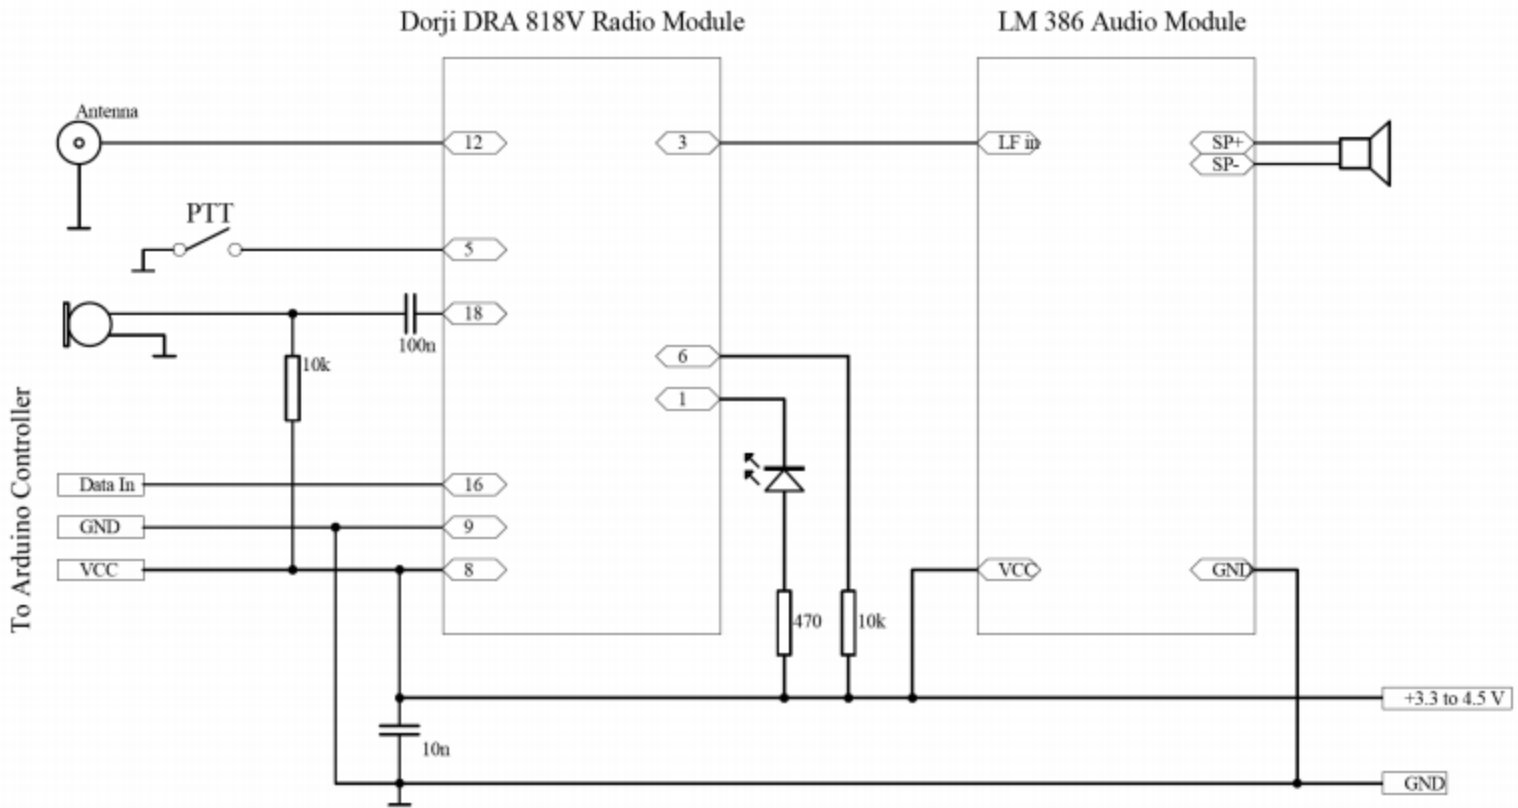 Dorji DRA 818V Radio Module
LM 386 Audio Module
Antenna
12
3
LF in
SP+
SP-
PTT
5
18
100n
10k
6
1
To Arduino Controller
Data In
16
GND
9
VCC
8
VCC
GND
470
10k
+3.3 to 4.5 V
10n
GND